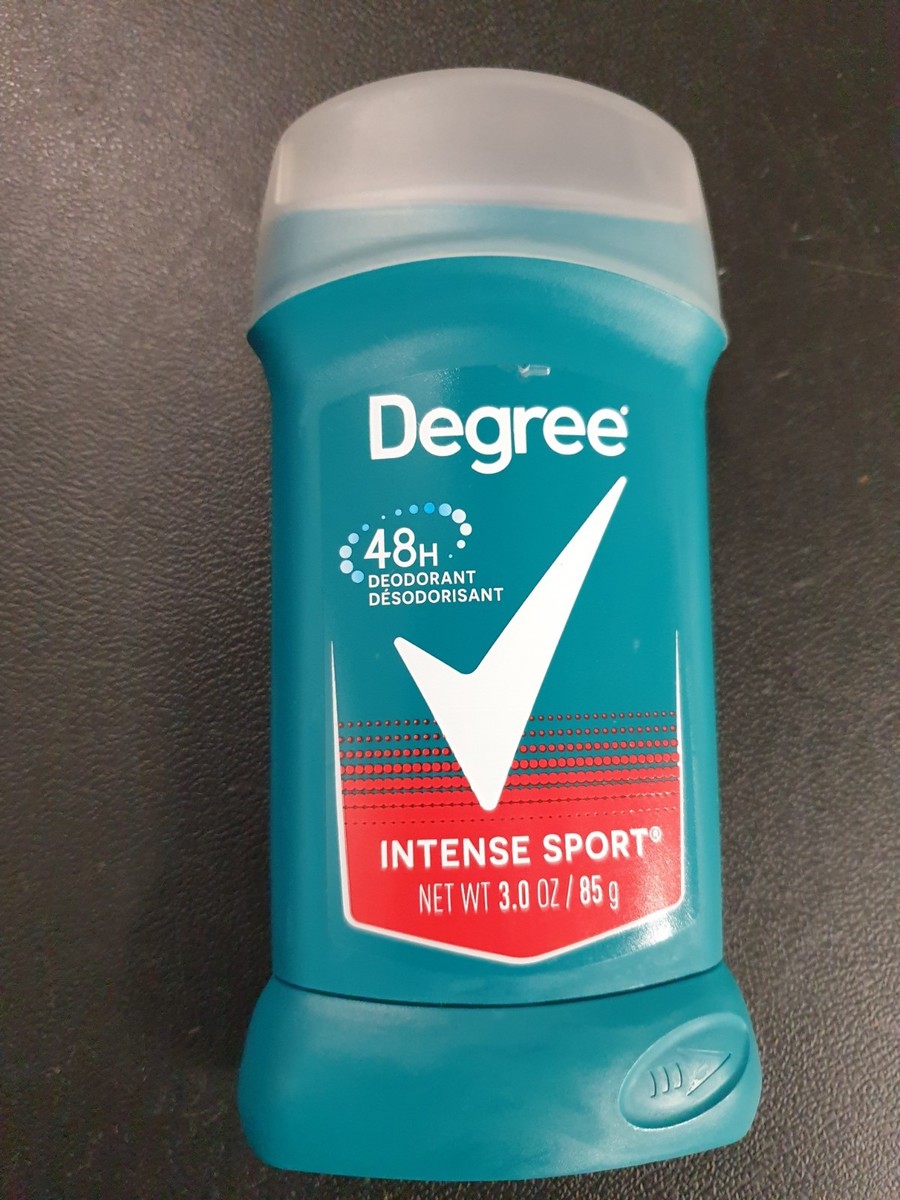 Degree
48H
DEODORANT
DÉSODORISANT
INTENSE SPORT®
NET WT 3.0 OZ / 85 g